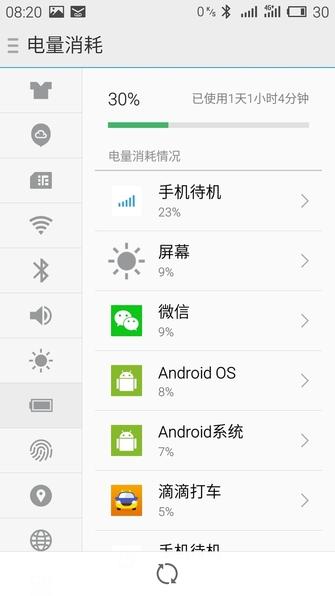 08:20
0 K/s
4G
30
电量消耗
30%
已使用1天1小时4分钟
电量消耗情况
手机待机
23%
屏幕
9%
微信
9%
Android OS
8%
Android系统
7%
滴滴打车
5%
手机待机